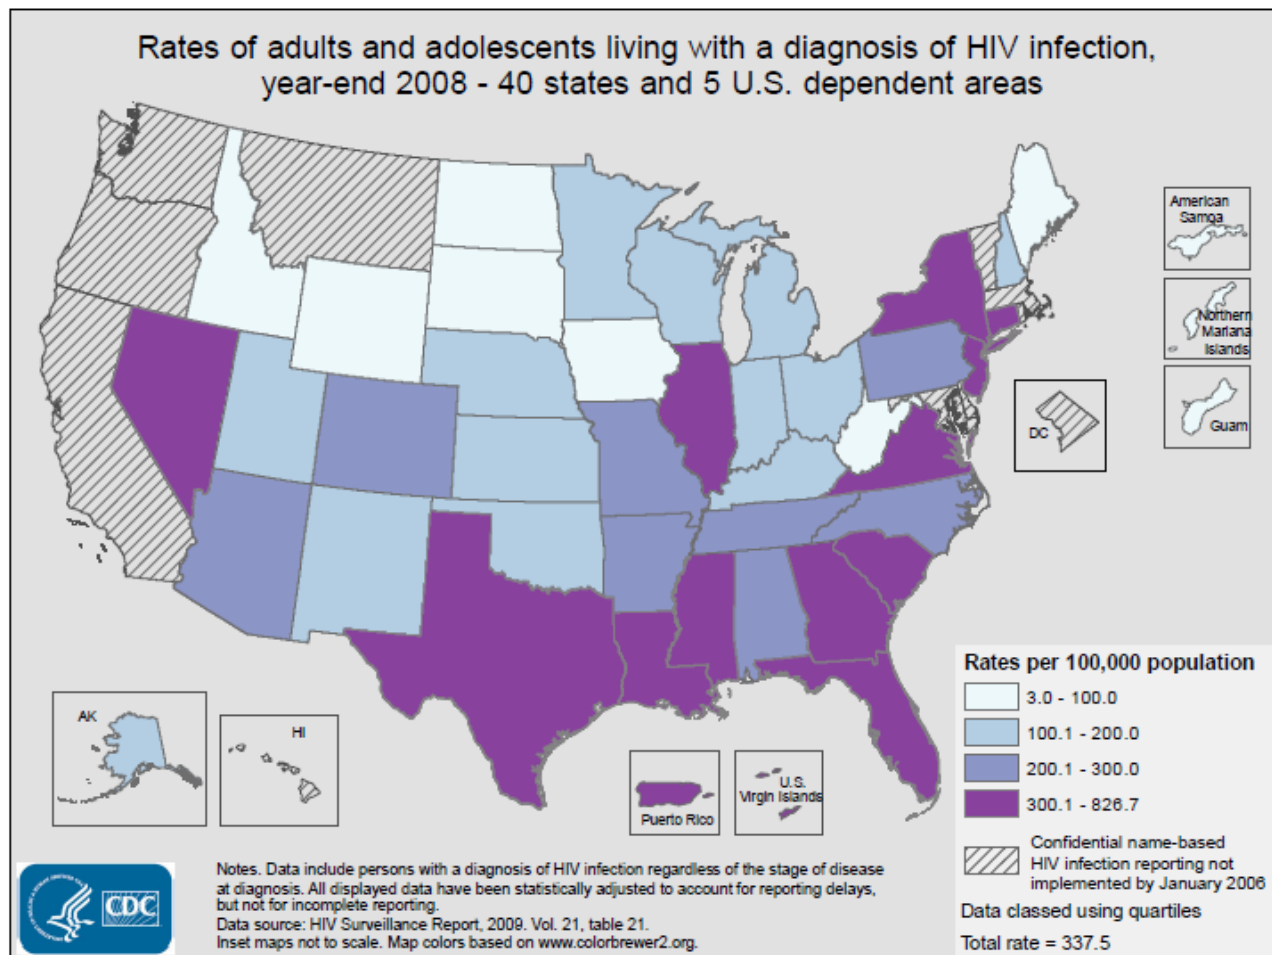 Rates of adults and adolescents living with a diagnosis of HIV infection,
year-end 2008 - 40 states and 5 U.S. dependent areas
American
Samoa
Northern
Mariana
Islands
DC
Guam
AK
HI
Puerto Rico
U.S.
Virgin Islands
Rates per 100,000 population
3.0 - 100.0
100.1 - 200.0
200.1 - 300.0
300.1 - 826.7
Confidential name-based
HIV infection reporting not
implemented by January 2006
Data classed using quartiles
Total rate = 337.5
CDC
Notes. Data include persons with a diagnosis of HIV infection regardless of the stage of disease
at diagnosis. All displayed data have been statistically adjusted to account for reporting delays,
but not for incomplete reporting.
Data source: HIV Surveillance Report, 2009. Vol. 21, table 21.
Inset maps not to scale. Map colors based on www.colorbrewer2.org.